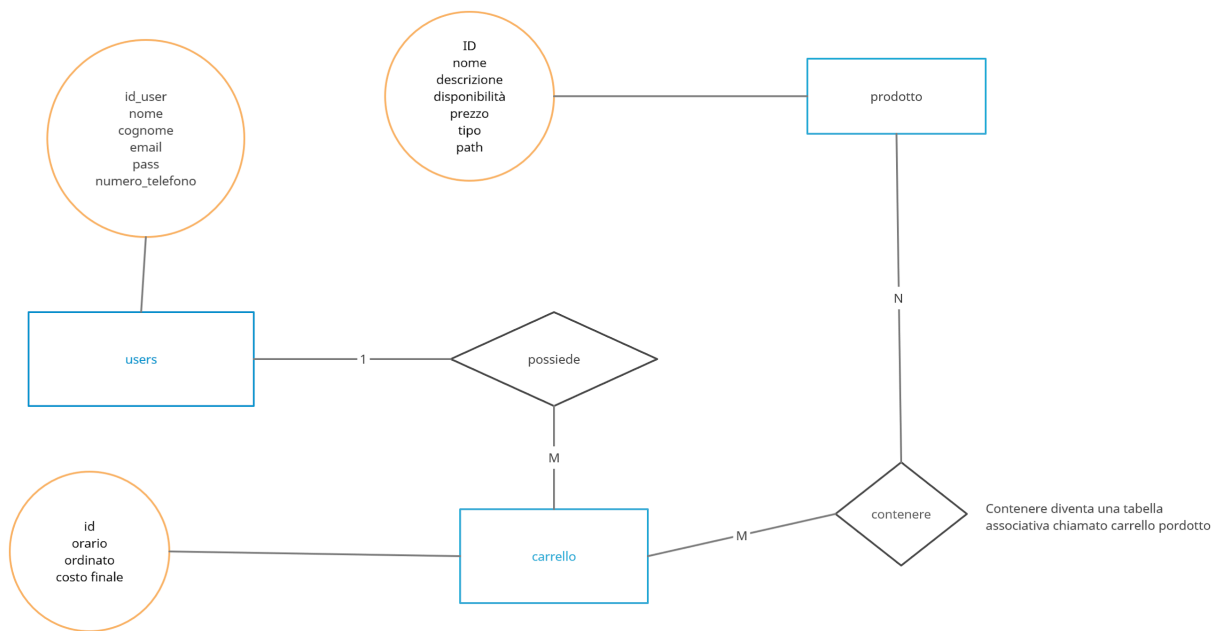 ID
nome
descrizione
disponibilità
prezzo
tipo
path
prodotto
id_user
nome
cognome
email
pass
numero_telefono
N
users
1
possiede
M
contenere
Contenere diventa una tabella
associativa chiamato carrello pordotto
M
id
orario
ordinato
costo finale
carrello